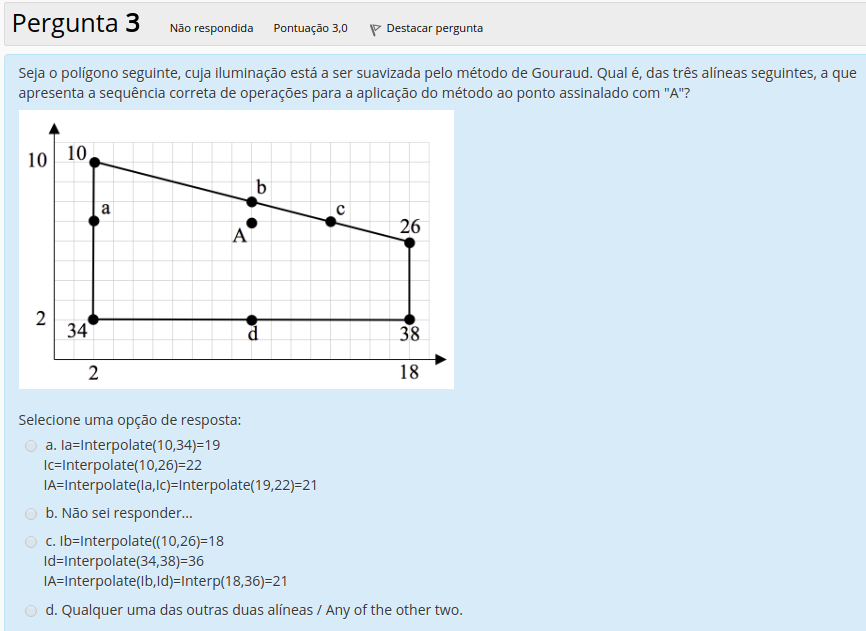 Pergunta 3 Não respondida Pontuação 3,0 Destacar pergunta
Seja o polígono seguinte, cuja iluminação está a ser suavizada pelo método de Gouraud. Qual é, das três alíneas seguintes, a que
apresenta a sequência correta de operações para a aplicação do método ao ponto assinalado com "A"?
10 10
b
a c
A 26
2 34 d 38
2 18
Selecione uma opção de resposta:
a. Ia=Interpolate(10,34)=19
Ic=Interpolate(10,26)=22
IA=Interpolate(Ia,Ic)=Interpolate(19,22)=21
b. Não sei responder...
c. Ib=Interpolate((10,26)=18
Id=Interpolate(34,38)=36
IA=Interpolate(Ib,Id)=Interp(18,36)=21
d. Qualquer uma das outras duas alíneas / Any of the other two.